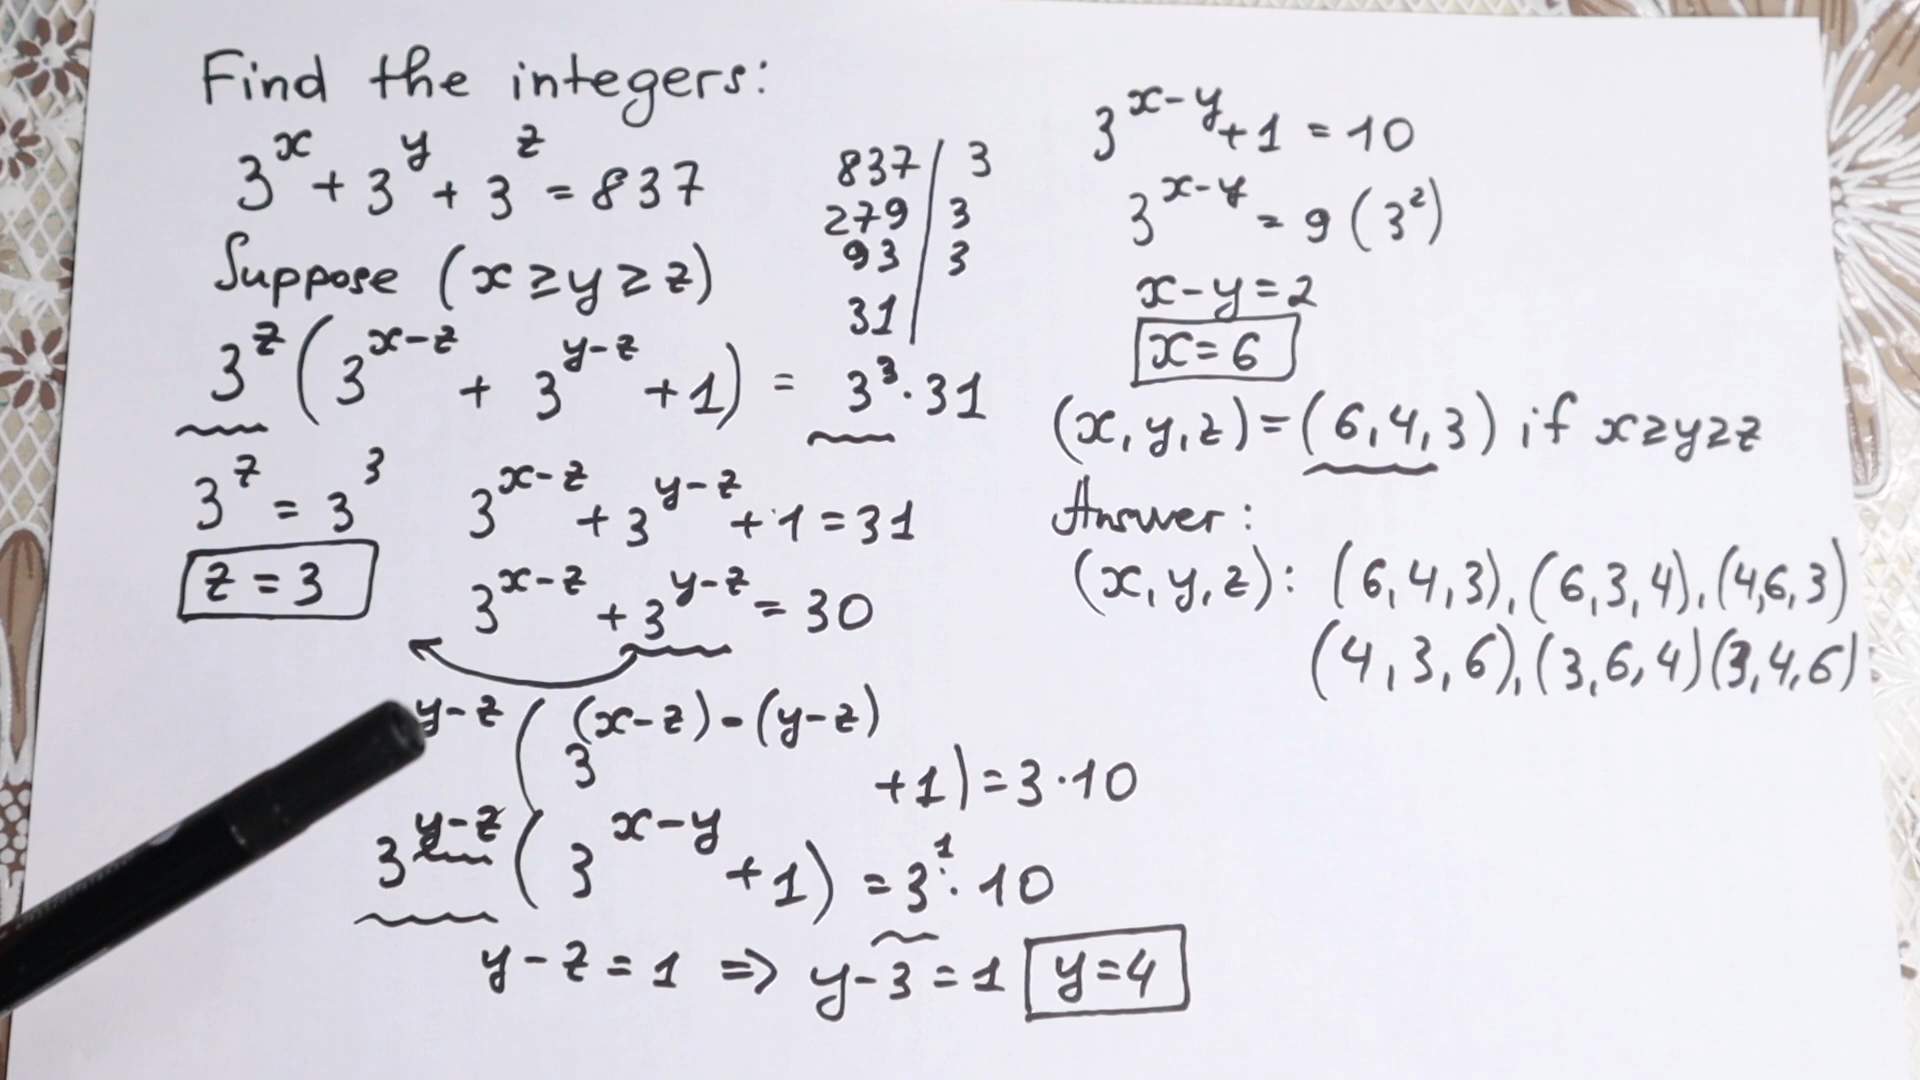 Find the integers:
3^x + 3^y + 3^z = 837
Suppose (x ≥ y ≥ z)
837 | 3
279 | 3
93 | 3
31 |
3^z (3^(x-z) + 3^(y-z) + 1) = 3^3 · 31
3^z = 3^3
z = 3
3^(x-z) + 3^(y-z) + 1 = 31
3^(x-z) + 3^(y-z) = 30
y-z ( 3^((x-z)-(y-z)) + 1) = 3 · 10
3^(y-z) (3^(x-y) + 1) = 3^1 · 10
y - z = 1 => y - 3 = 1 y = 4
3^(x-y) + 1 = 10
3^(x-y) = 9 (3^2)
x - y = 2
x = 6
(x, y, z) = (6, 4, 3) if x ≥ y ≥ z
Answer:
(x, y, z): (6, 4, 3), (6, 3, 4), (4, 6, 3)
(4, 3, 6), (3, 6, 4) (3, 4, 6)